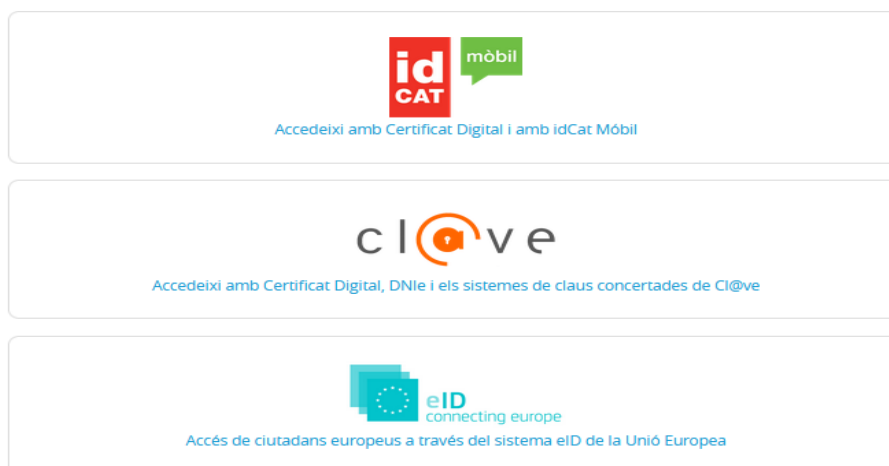 id
CAT
mòbil
Accedeixi amb Certificat Digital i amb idCat Móbil
cl@ve
Accedeixi amb Certificat Digital, DNIe i els sistemes de claus concertades de Cl@ve
eID
connecting europe
Accés de ciutadans europeus a través del sistema eID de la Unió Europea